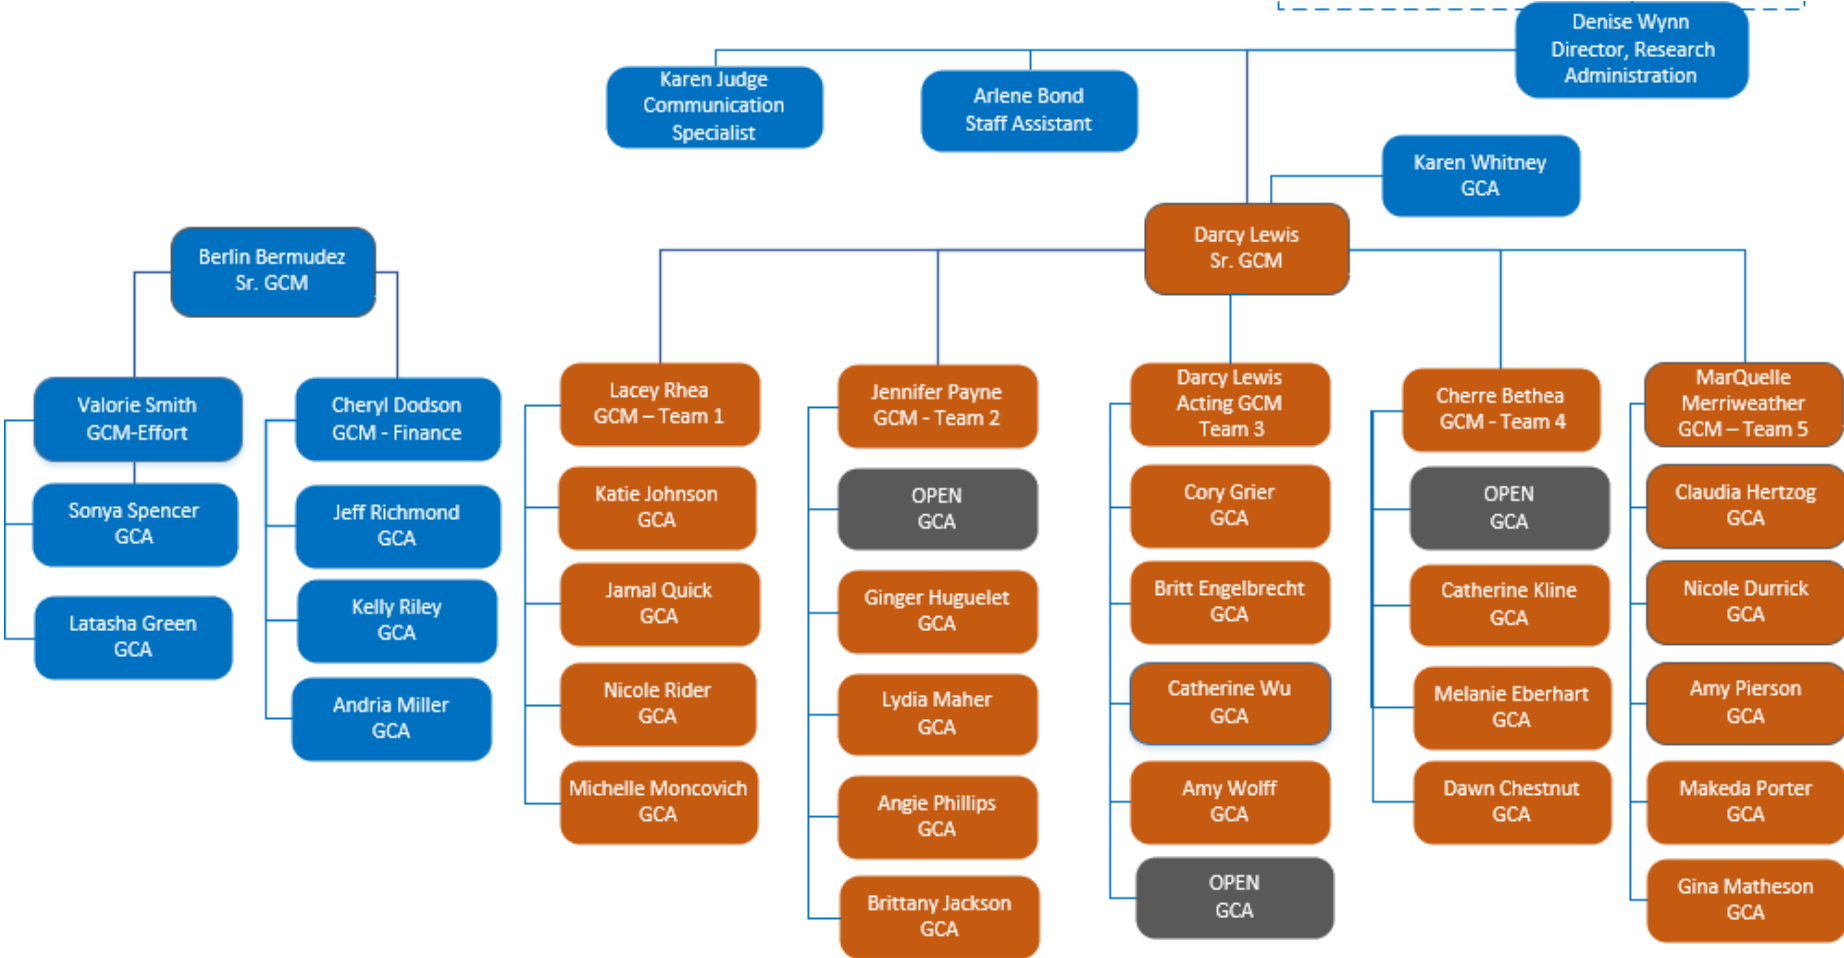 Denise Wynn
Director, Research
Administration
Karen Judge
Communication
Specialist
Arlene Bond
Staff Assistant
Karen Whitney
GCA
Darcy Lewis
Sr. GCM
Berlin Bermudez
Sr. GCM
Valorie Smith
GCM-Effort
Sonya Spencer
GCA
Latasha Green
GCA
Cheryl Dodson
GCM - Finance
Jeff Richmond
GCA
Kelly Riley
GCA
Andria Miller
GCA
Lacey Rhea
GCM – Team 1
Katie Johnson
GCA
Jamal Quick
GCA
Nicole Rider
GCA
Michelle Moncovich
GCA
Jennifer Payne
GCM - Team 2
OPEN
GCA
Ginger Huguelet
GCA
Lydia Maher
GCA
Angie Phillips
GCA
Brittany Jackson
GCA
Darcy Lewis
Acting GCM
Team 3
Cory Grier
GCA
Britt Engelbrecht
GCA
Catherine Wu
GCA
Amy Wolff
GCA
OPEN
GCA
Cherre Bethea
GCM - Team 4
OPEN
GCA
Catherine Kline
GCA
Melanie Eberhart
GCA
Dawn Chestnut
GCA
MarQuelle
Merriweather
GCM – Team 5
Claudia Hertzog
GCA
Nicole Durrick
GCA
Amy Pierson
GCA
Makeda Porter
GCA
Gina Matheson
GCA